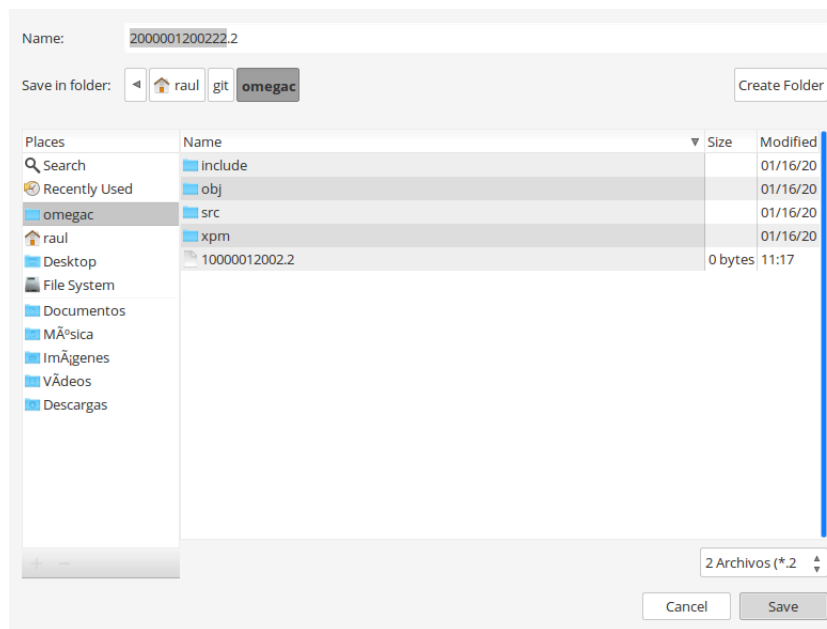 Name: 2000001200222.2
Save in folder: raul git omegac Create Folder
Places Name Size Modified
Search include 01/16/20
Recently Used obj 01/16/20
omegac src 01/16/20
raul xpm 01/16/20
Desktop 10000012002.2 0 bytes 11:17
File System
Documentos
MÃºsica
ImÃ¡genes
VÃ­deos
Descargas
2 Archivos (*.2
Cancel Save